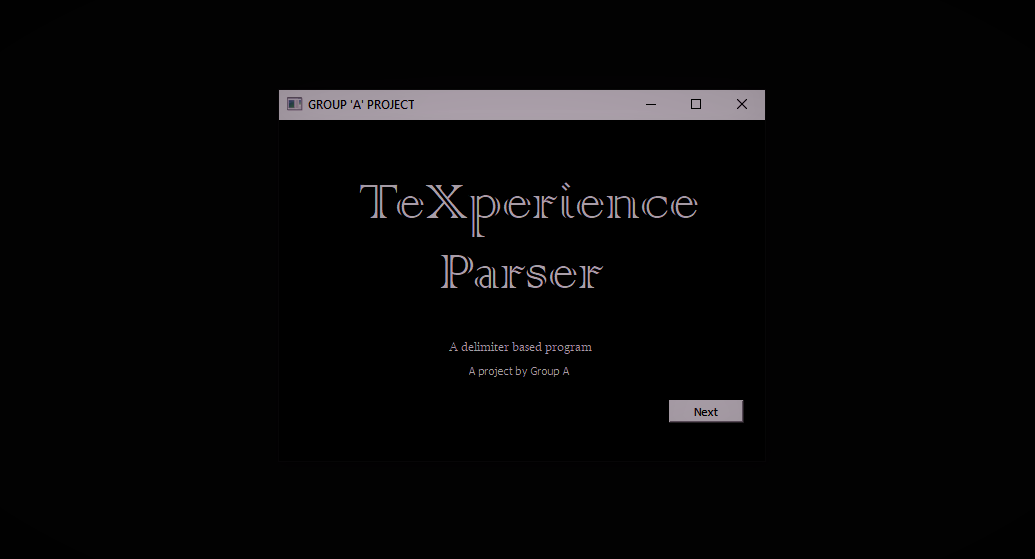 GROUP 'A' PROJECT
TeXperience
Parser
A delimiter based program
A project by Group A
Next